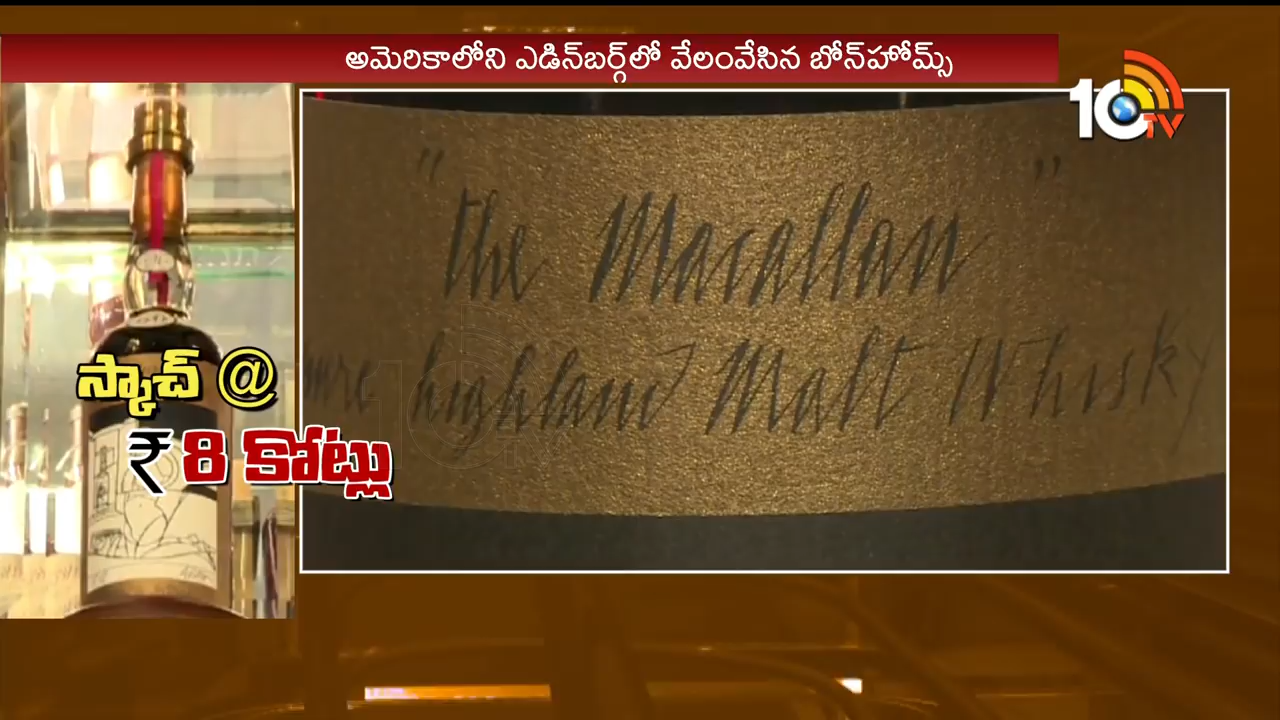 అమెరికాలోని ఎడిన్‌బర్గ్‌లో వేలంవేసిన బోన్‌హోమ్స్
10TV
"the Macallan"
highland Malt Whisky
స్కాచ్ @
₹8 కోట్లు